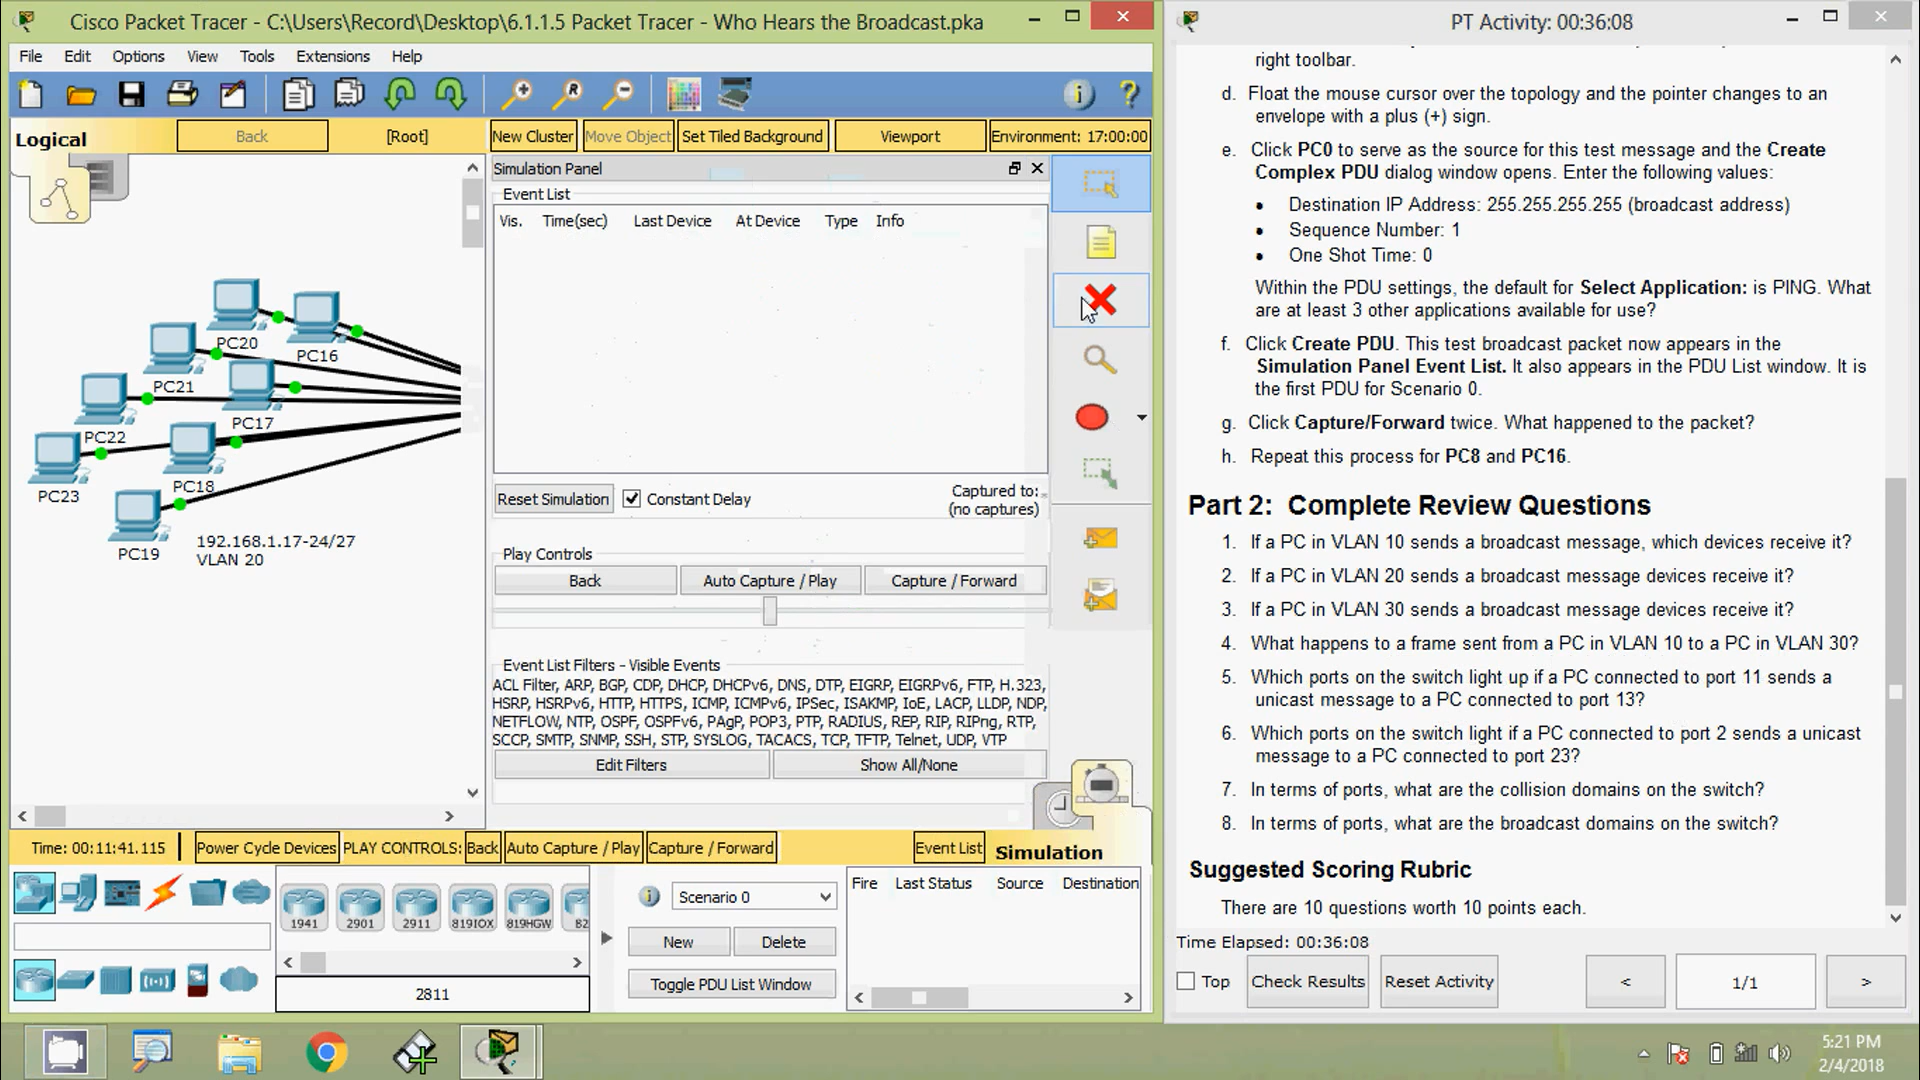 Cisco Packet Tracer - C:\Users\Record\Desktop\6.1.1.5 Packet Tracer - Who Hears the Broadcast.pka
File Edit Options View Tools Extensions Help
Logical
Back
[Root]
New Cluster
Move Object
Set Tiled Background
Viewport
Environment: 17:00:00
PC20
PC16
PC21
PC17
PC22
PC18
PC23
PC19
192.168.1.17-24/27
VLAN 20
Simulation Panel
Event List
Vis. Time(sec) Last Device At Device Type Info
Reset Simulation
Constant Delay
Captured to:
(no captures)
Play Controls
Back
Auto Capture / Play
Capture / Forward
Event List Filters - Visible Events
ACL Filter, ARP, BGP, CDP, DHCP, DHCPv6, DNS, DTP, EIGRP, EIGRPv6, FTP, H.323,
HSRP, HSRPv6, HTTP, HTTPS, ICMP, ICMPv6, IPSec, ISAKMP, IoE, LACP, LLDP, NDP,
NETFLOW, NTP, OSPF, OSPFv6, PAgP, POP3, PTP, RADIUS, REP, RIP, RIPng, RTP,
SCCP, SMTP, SNMP, SSH, STP, SYSLOG, TACACS, TCP, TFTP, Telnet, UDP, VTP
Edit Filters
Show All/None
Time: 00:11:41.115
Power Cycle Devices
PLAY CONTROLS:
Back
Auto Capture / Play
Capture / Forward
Event List
Simulation
1941 2901 2911 819IOX 819HGW 82
2811
Scenario 0
New
Delete
Toggle PDU List Window
Fire Last Status Source Destination
PT Activity: 00:36:08
right toolbar.
d. Float the mouse cursor over the topology and the pointer changes to an
envelope with a plus (+) sign.
e. Click PC0 to serve as the source for this test message and the Create
Complex PDU dialog window opens. Enter the following values:
• Destination IP Address: 255.255.255.255 (broadcast address)
• Sequence Number: 1
• One Shot Time: 0
Within the PDU settings, the default for Select Application: is PING. What
are at least 3 other applications available for use?
f. Click Create PDU. This test broadcast packet now appears in the
Simulation Panel Event List. It also appears in the PDU List window. It is
the first PDU for Scenario 0.
g. Click Capture/Forward twice. What happened to the packet?
h. Repeat this process for PC8 and PC16.
Part 2: Complete Review Questions
1. If a PC in VLAN 10 sends a broadcast message, which devices receive it?
2. If a PC in VLAN 20 sends a broadcast message devices receive it?
3. If a PC in VLAN 30 sends a broadcast message devices receive it?
4. What happens to a frame sent from a PC in VLAN 10 to a PC in VLAN 30?
5. Which ports on the switch light up if a PC connected to port 11 sends a
unicast message to a PC connected to port 13?
6. Which ports on the switch light if a PC connected to port 2 sends a unicast
message to a PC connected to port 23?
7. In terms of ports, what are the collision domains on the switch?
8. In terms of ports, what are the broadcast domains on the switch?
Suggested Scoring Rubric
There are 10 questions worth 10 points each.
Time Elapsed: 00:36:08
Top
Check Results
Reset Activity
<
1/1
>
5:21 PM
2/4/2018